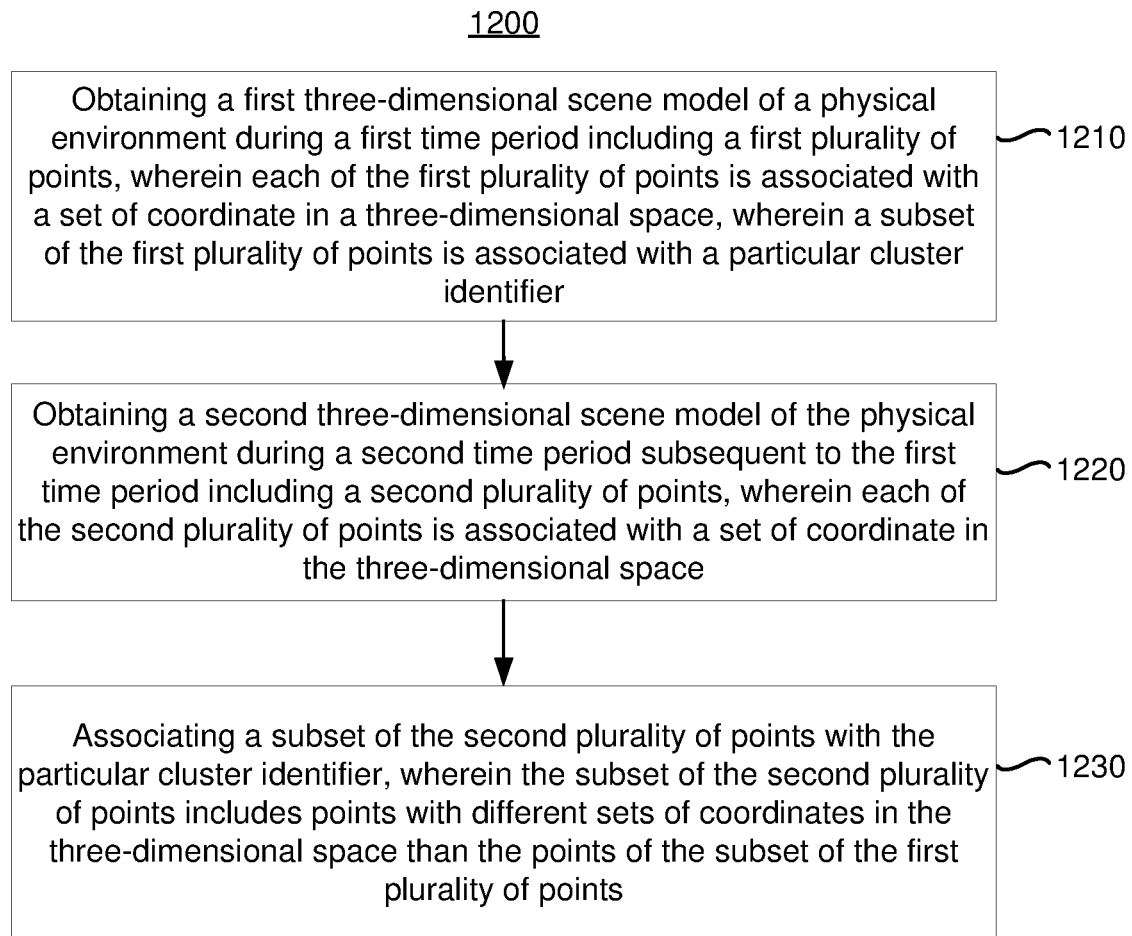 1200
Obtaining a first three-dimensional scene model of a physical
environment during a first time period including a first plurality of
points, wherein each of the first plurality of points is associated with
a set of coordinate in a three-dimensional space, wherein a subset
of the first plurality of points is associated with a particular cluster
identifier
1210
Obtaining a second three-dimensional scene model of the physical
environment during a second time period subsequent to the first
time period including a second plurality of points, wherein each of
the second plurality of points is associated with a set of coordinate in
the three-dimensional space
1220
Associating a subset of the second plurality of points with the
particular cluster identifier, wherein the subset of the second plurality
of points includes points with different sets of coordinates in the
three-dimensional space than the points of the subset of the first
plurality of points
1230